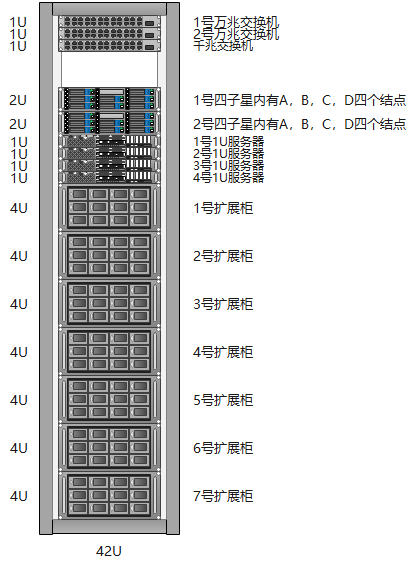 1U 1号万兆交换机
1U 2号万兆交换机
1U 千兆交换机
2U 1号四子星内有A，B，C，D四个结点
2U 2号四子星内有A，B，C，D四个结点
1U 1号1U服务器
1U 2号1U服务器
1U 3号1U服务器
1U 4号1U服务器
4U 1号扩展柜
4U 2号扩展柜
4U 3号扩展柜
4U 4号扩展柜
4U 5号扩展柜
4U 6号扩展柜
4U 7号扩展柜
42U